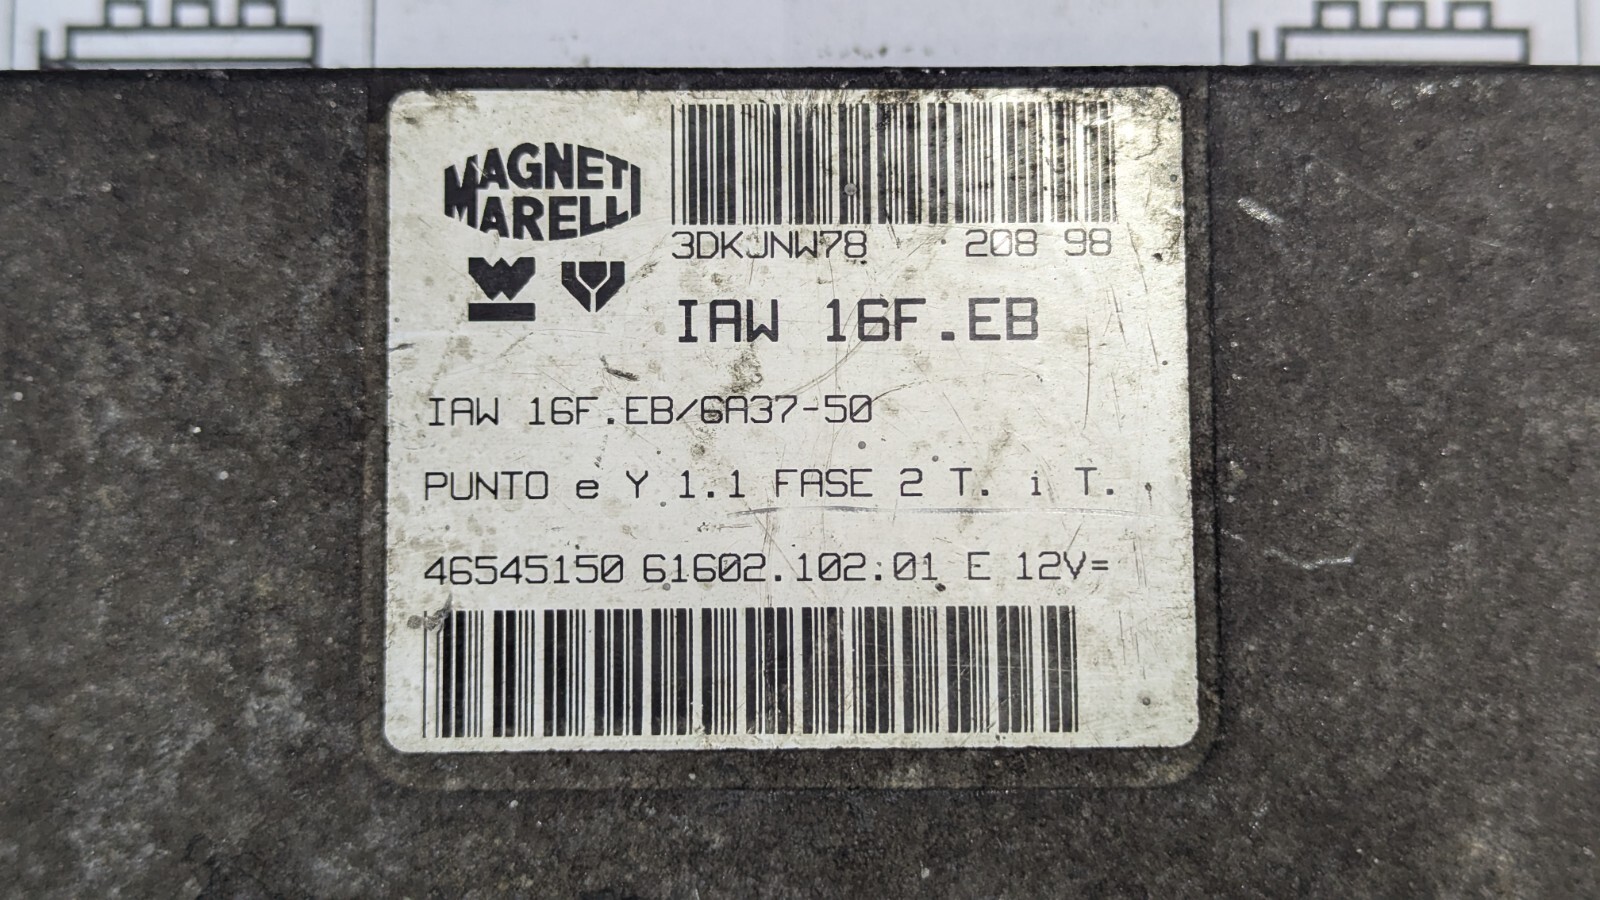 MAGNETI
MARELLI
3DKJNW78 208 98
IAW 16F.EB
IAW 16F.EB/6A37-50
PUNTO e Y 1.1 FASE 2 T. i T.
46545150 61602.102.01 E 12V=